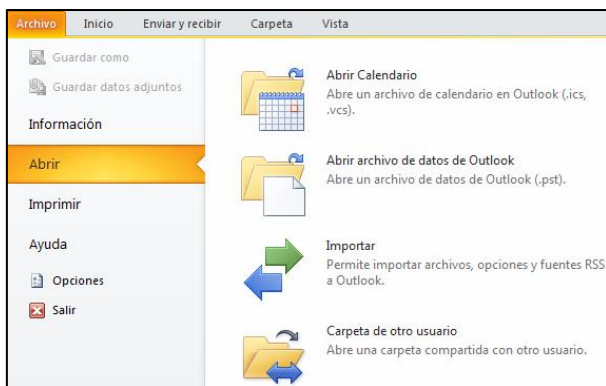 Archivo Inicio Enviar y recibir Carpeta Vista
Guardar como
Guardar datos adjuntos
Información
Abrir
Imprimir
Ayuda
Opciones
Salir
Abrir Calendario
Abre un archivo de calendario en Outlook (.ics,
.vcs).
Abrir archivo de datos de Outlook
Abre un archivo de datos de Outlook (.pst).
Importar
Permite importar archivos, opciones y fuentes RSS
a Outlook.
Carpeta de otro usuario
Abre una carpeta compartida con otro usuario.